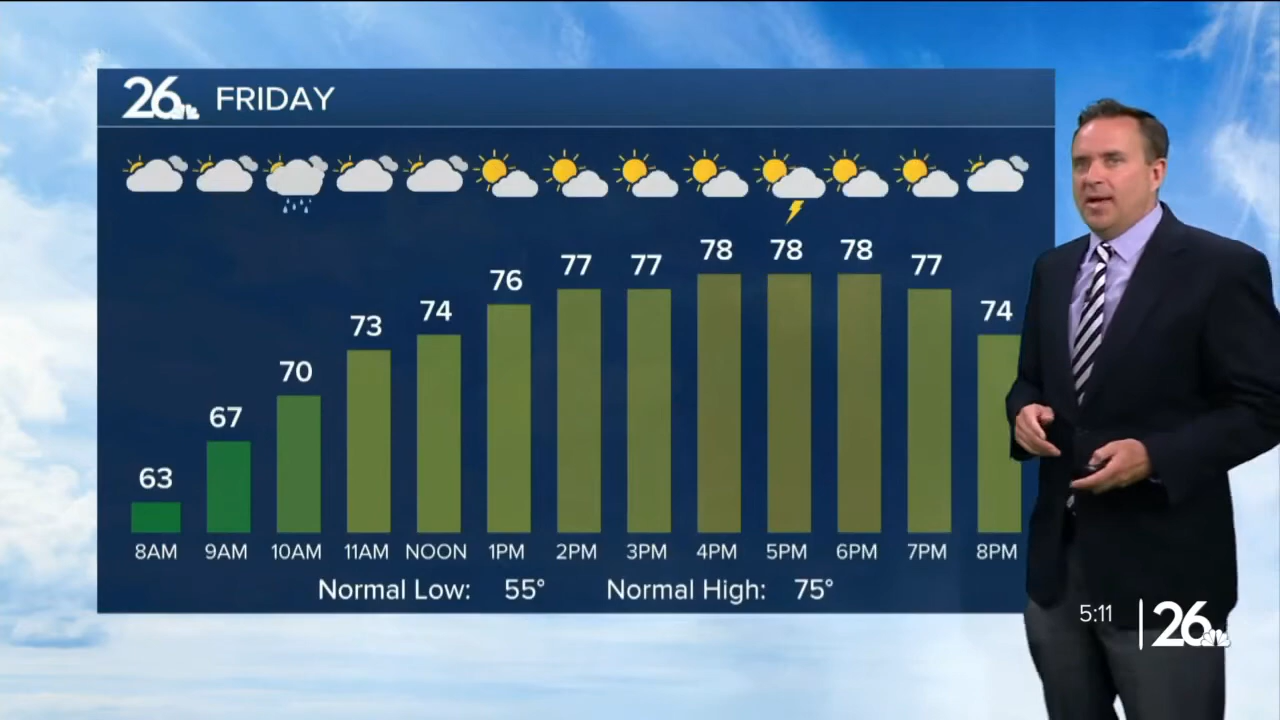 26 FRIDAY
63 67 70 73 74 76 77 77 78 78 78 77 74
8AM 9AM 10AM 11AM NOON 1PM 2PM 3PM 4PM 5PM 6PM 7PM 8PM
Normal Low: 55° Normal High: 75°
5:11 26